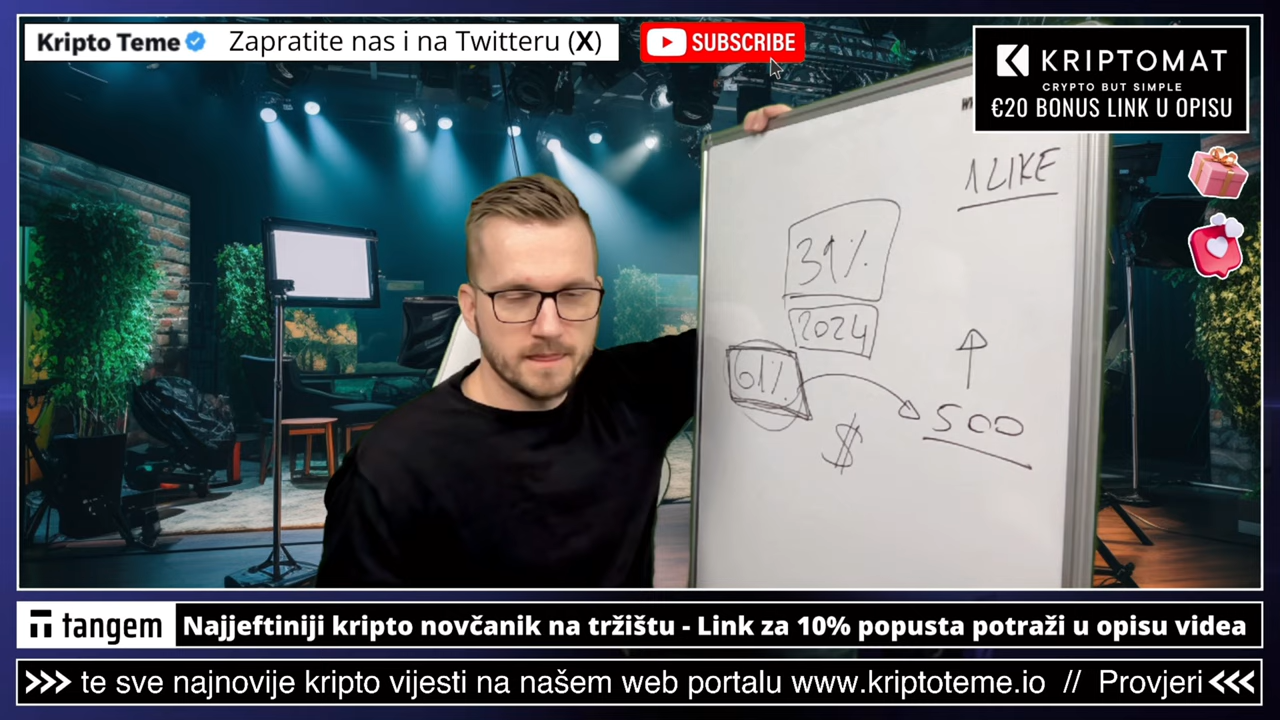 Kripto Teme Zapratite nas i na Twitteru (X)
SUBSCRIBE
KRIPTOMAT
CRYPTO BUT SIMPLE
€20 BONUS LINK U OPISU
1 LIKE
31%
2024
61%
500
$
tangem Najjeftiniji kripto novčanik na tržištu - Link za 10% popusta potraži u opisu videa
>>> te sve najnovije kripto vijesti na našem web portalu www.kriptoteme.io // Provjeri <<<